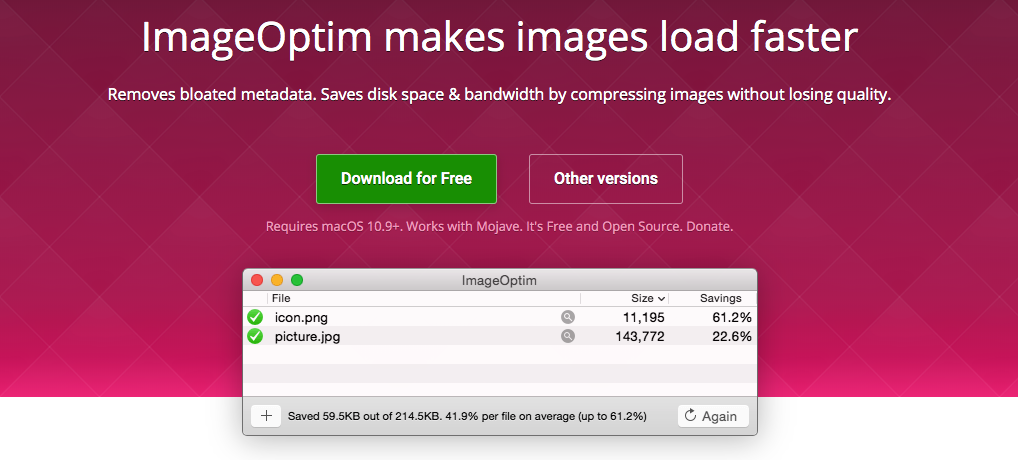 ImageOptim makes images load faster
Removes bloated metadata. Saves disk space & bandwidth by compressing images without losing quality.
Download for Free Other versions
Requires macOS 10.9+. Works with Mojave. It's Free and Open Source. Donate.
ImageOptim
File Size Savings
icon.png 11,195 61.2%
picture.jpg 143,772 22.6%
Saved 59.5KB out of 214.5KB. 41.9% per file on average (up to 61.2%) Again